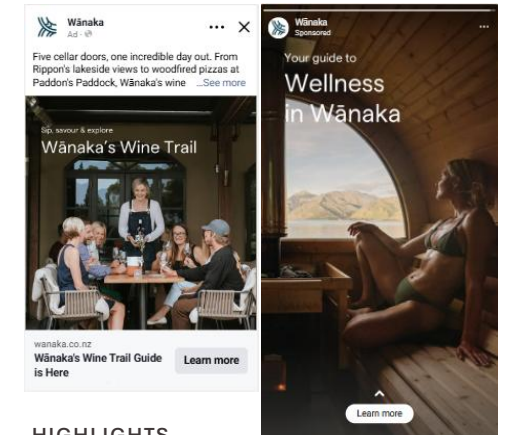 Wānaka
Ad ·
Five cellar doors, one incredible day out. From
Rippon's lakeside views to woodfired pizzas at
Paddon's Paddock, Wānaka's wine ...See more
Sip, savour & explore
Wānaka's Wine Trail
wanaka.co.nz
Wānaka's Wine Trail Guide
is Here
Learn more
Wānaka
Sponsored
Your guide to
Wellness
in Wānaka
Learn more
HIGHLIGHTS